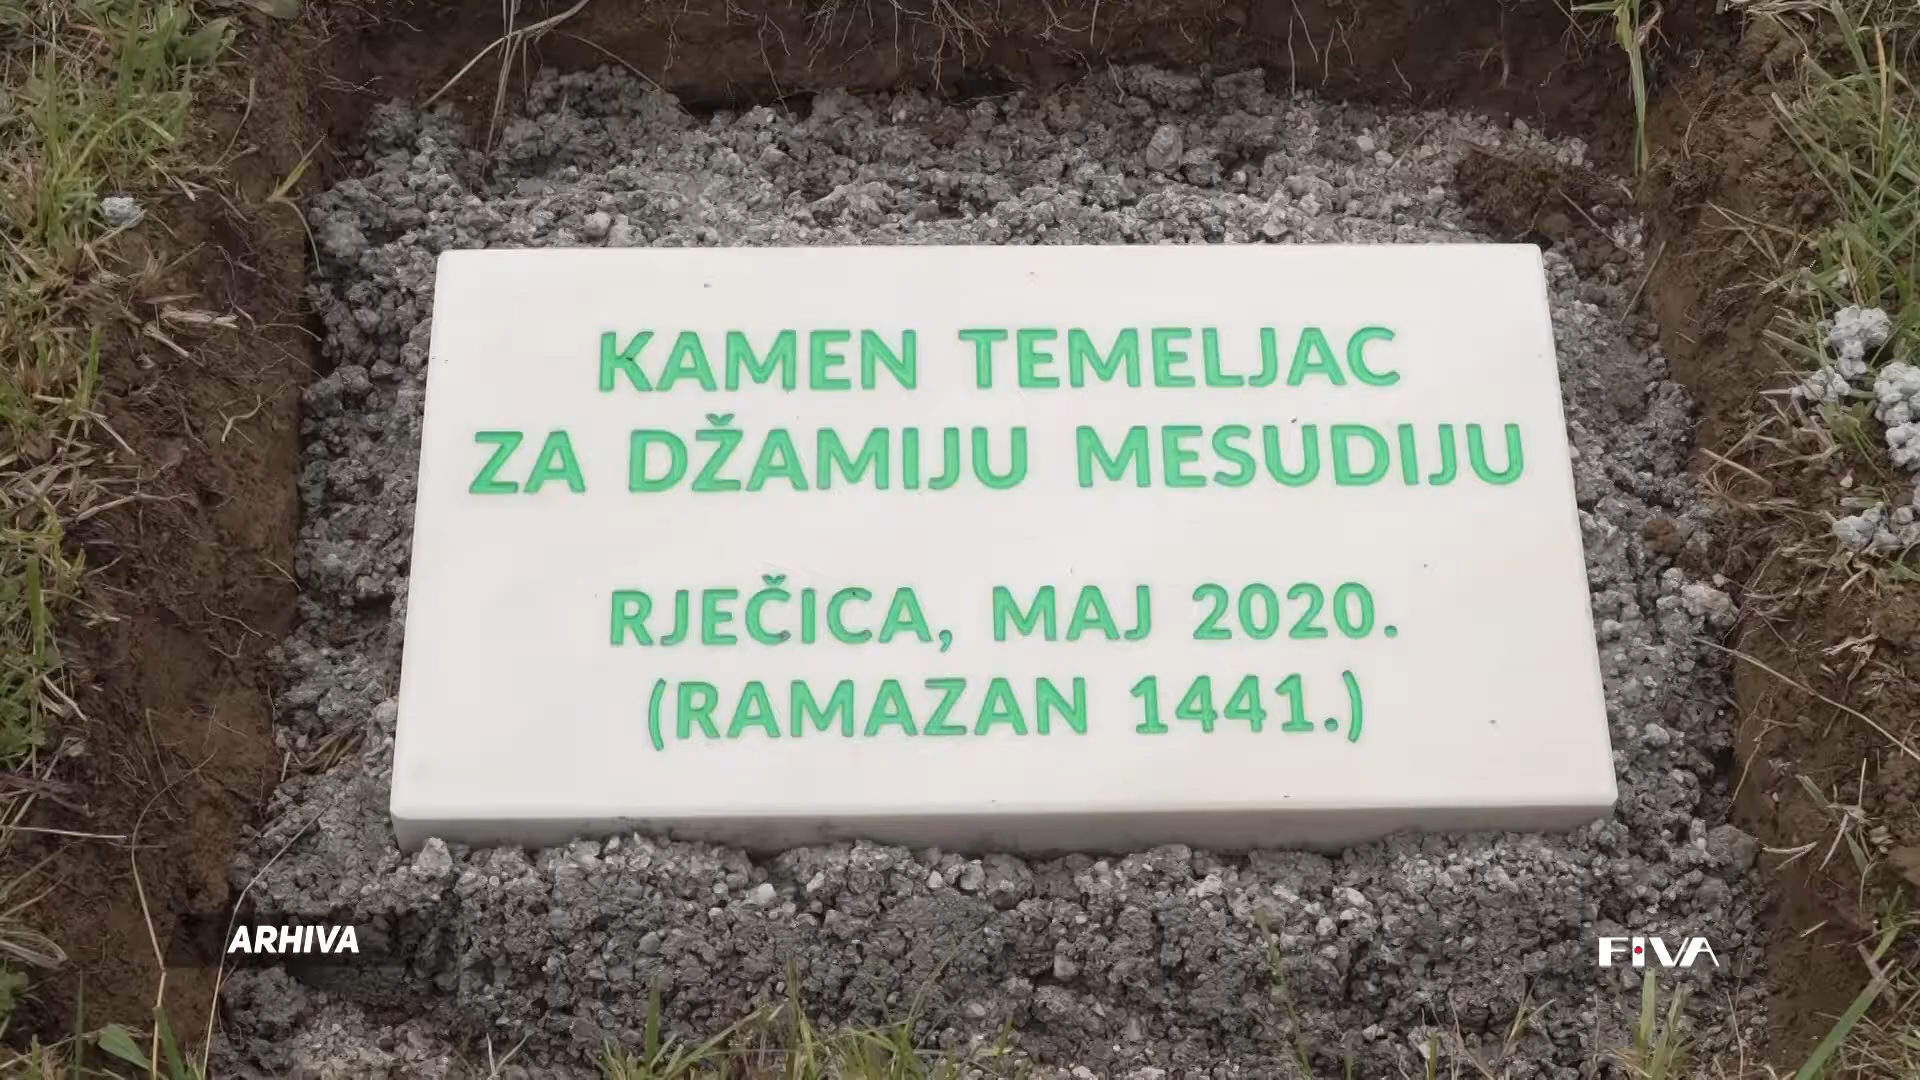 KAMEN TEMELJAC
ZA DŽAMIJU MESUDIJU
RJEČICA, MAJ 2020.
(RAMAZAN 1441.)
ARHIVA
FIVA